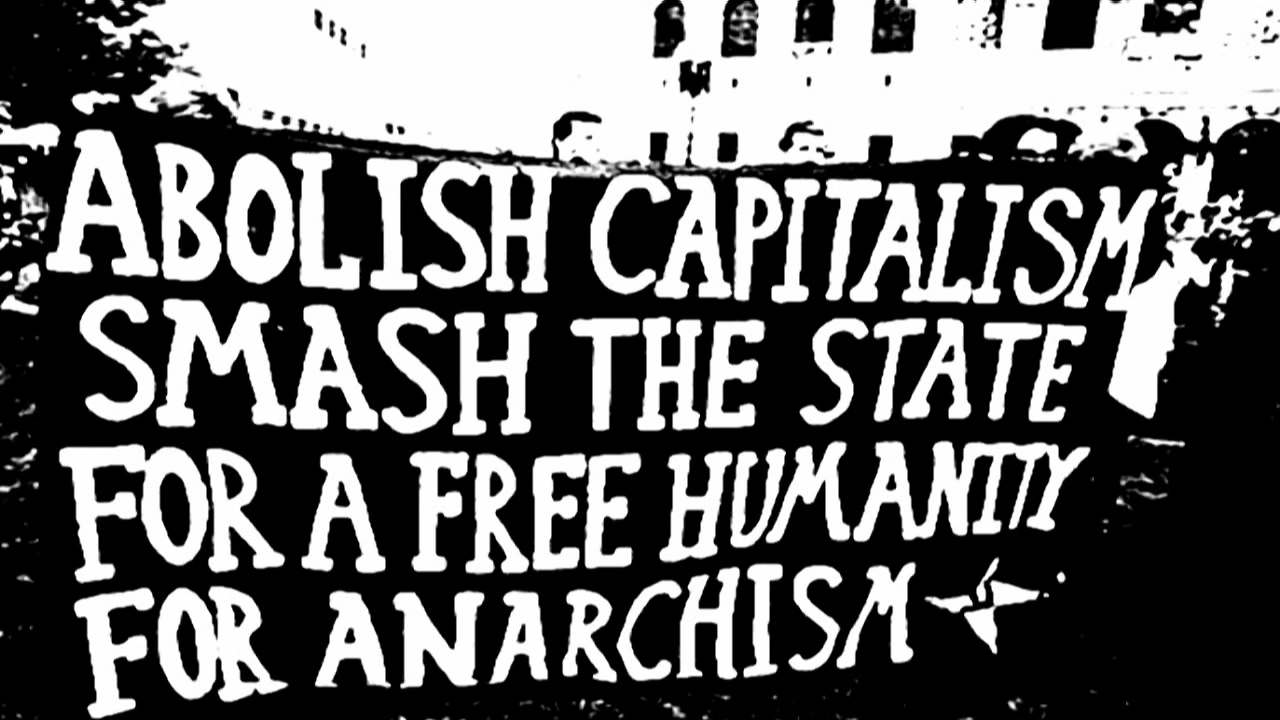 ABOLISH CAPITALISM
SMASH THE STATE
FOR A FREE HUMANITY
FOR ANARCHISM